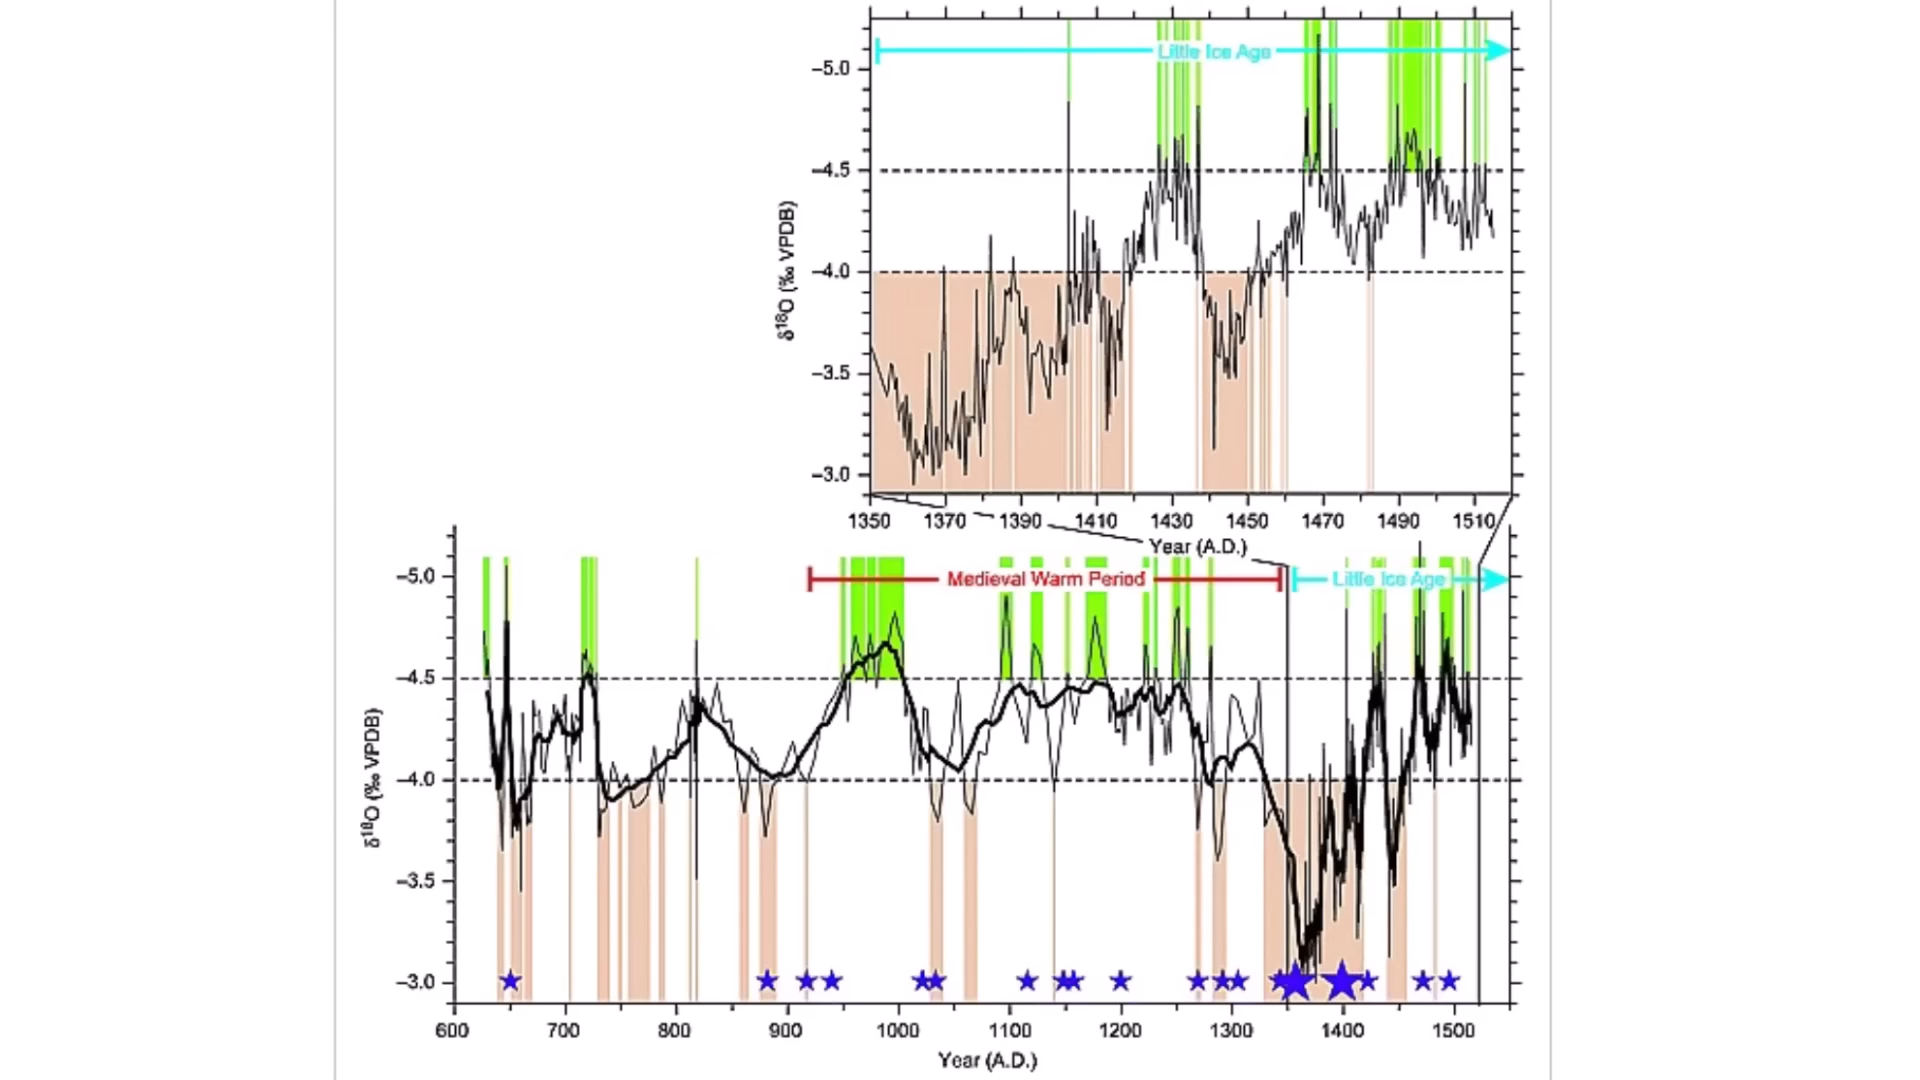 Little Ice Age
−5.0
−4.5
−4.0
−3.5
−3.0
δ¹⁸O (‰ VPDB)
1350 1370 1390 1410 1430 1450 1470 1490 1510
Year (A.D.)
Medieval Warm Period
Little Ice Age
−5.0
−4.5
−4.0
−3.5
−3.0
δ¹⁸O (‰ VPDB)
600 700 800 900 1000 1100 1200 1300 1400 1500
Year (A.D.)